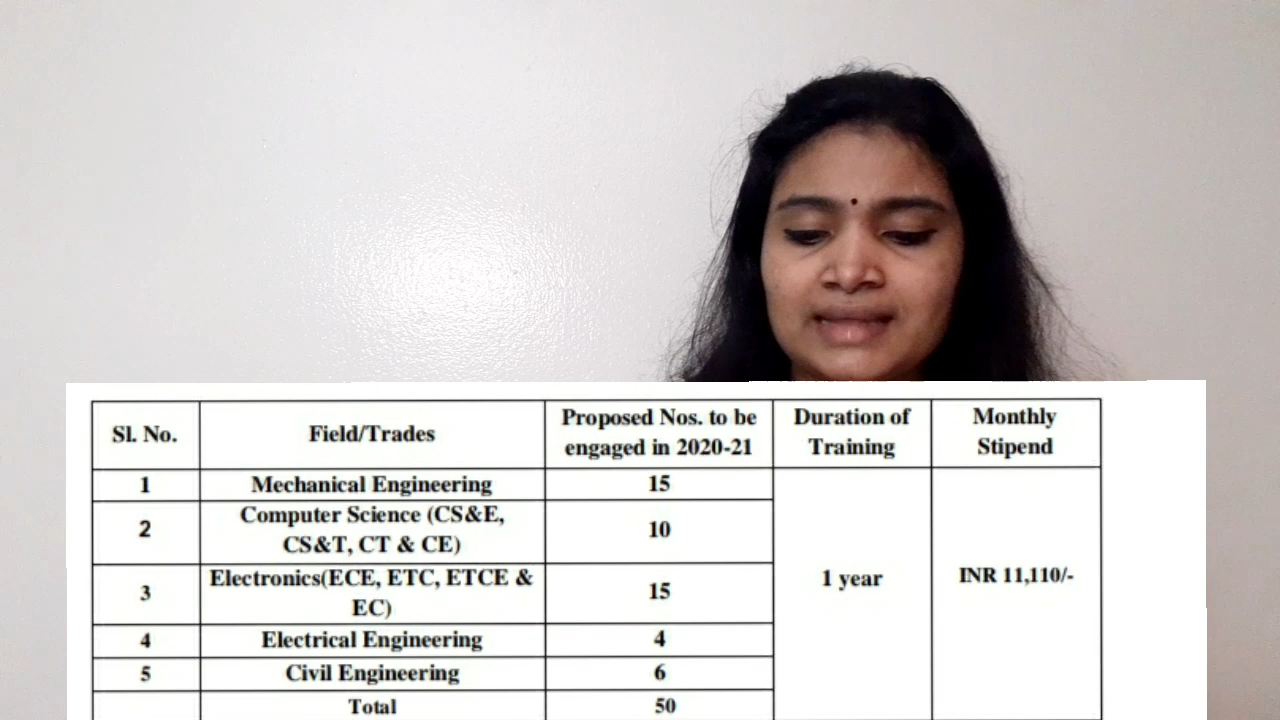 Sl. No.
Field/Trades
Proposed Nos. to be
engaged in 2020-21
Duration of
Training
Monthly
Stipend
1
Mechanical Engineering
15
2
Computer Science (CS&E,
CS&T, CT & CE)
10
3
Electronics(ECE, ETC, ETCE &
EC)
15
4
Electrical Engineering
4
5
Civil Engineering
6
Total
50
1 year
INR 11,110/-